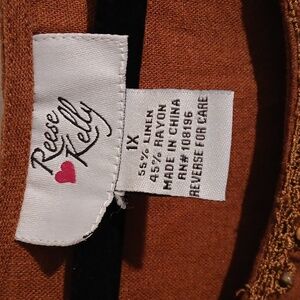 Reese
Kelly
1X
55% LINEN
45% RAYON
MADE IN CHINA
RN# 108196
REVERSE FOR CARE